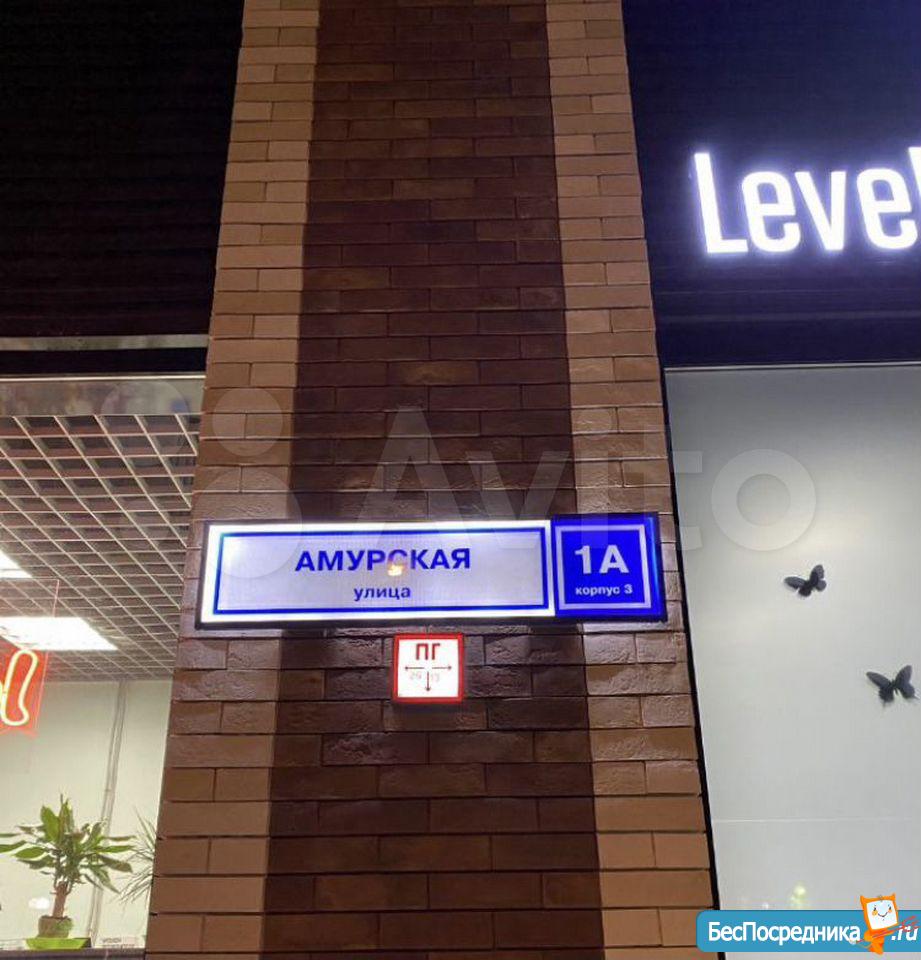 Level
Avito
АМУРСКАЯ
улица
1А
корпус 3
ПГ
БесПосредника.ru